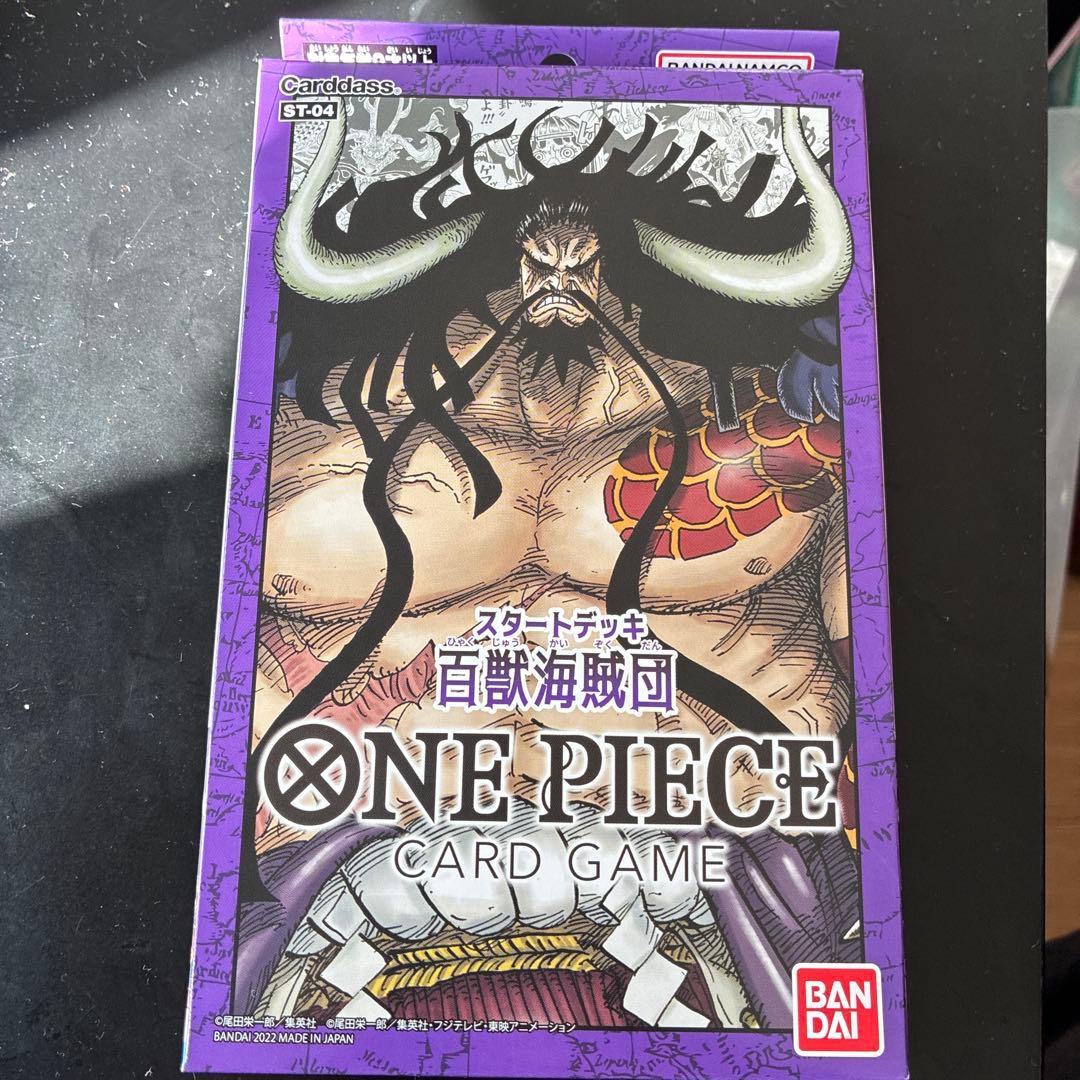 BANDAI NAMCO
Carddass®
ST-04
スタートデッキ
ひゃく じゅう かい ぞく だん
百獣海賊団
ONE PIECE
CARD GAME
©尾田栄一郎／集英社 ©尾田栄一郎／集英社・フジテレビ・東映アニメーション
BANDAI 2022 MADE IN JAPAN
BAN
DAI